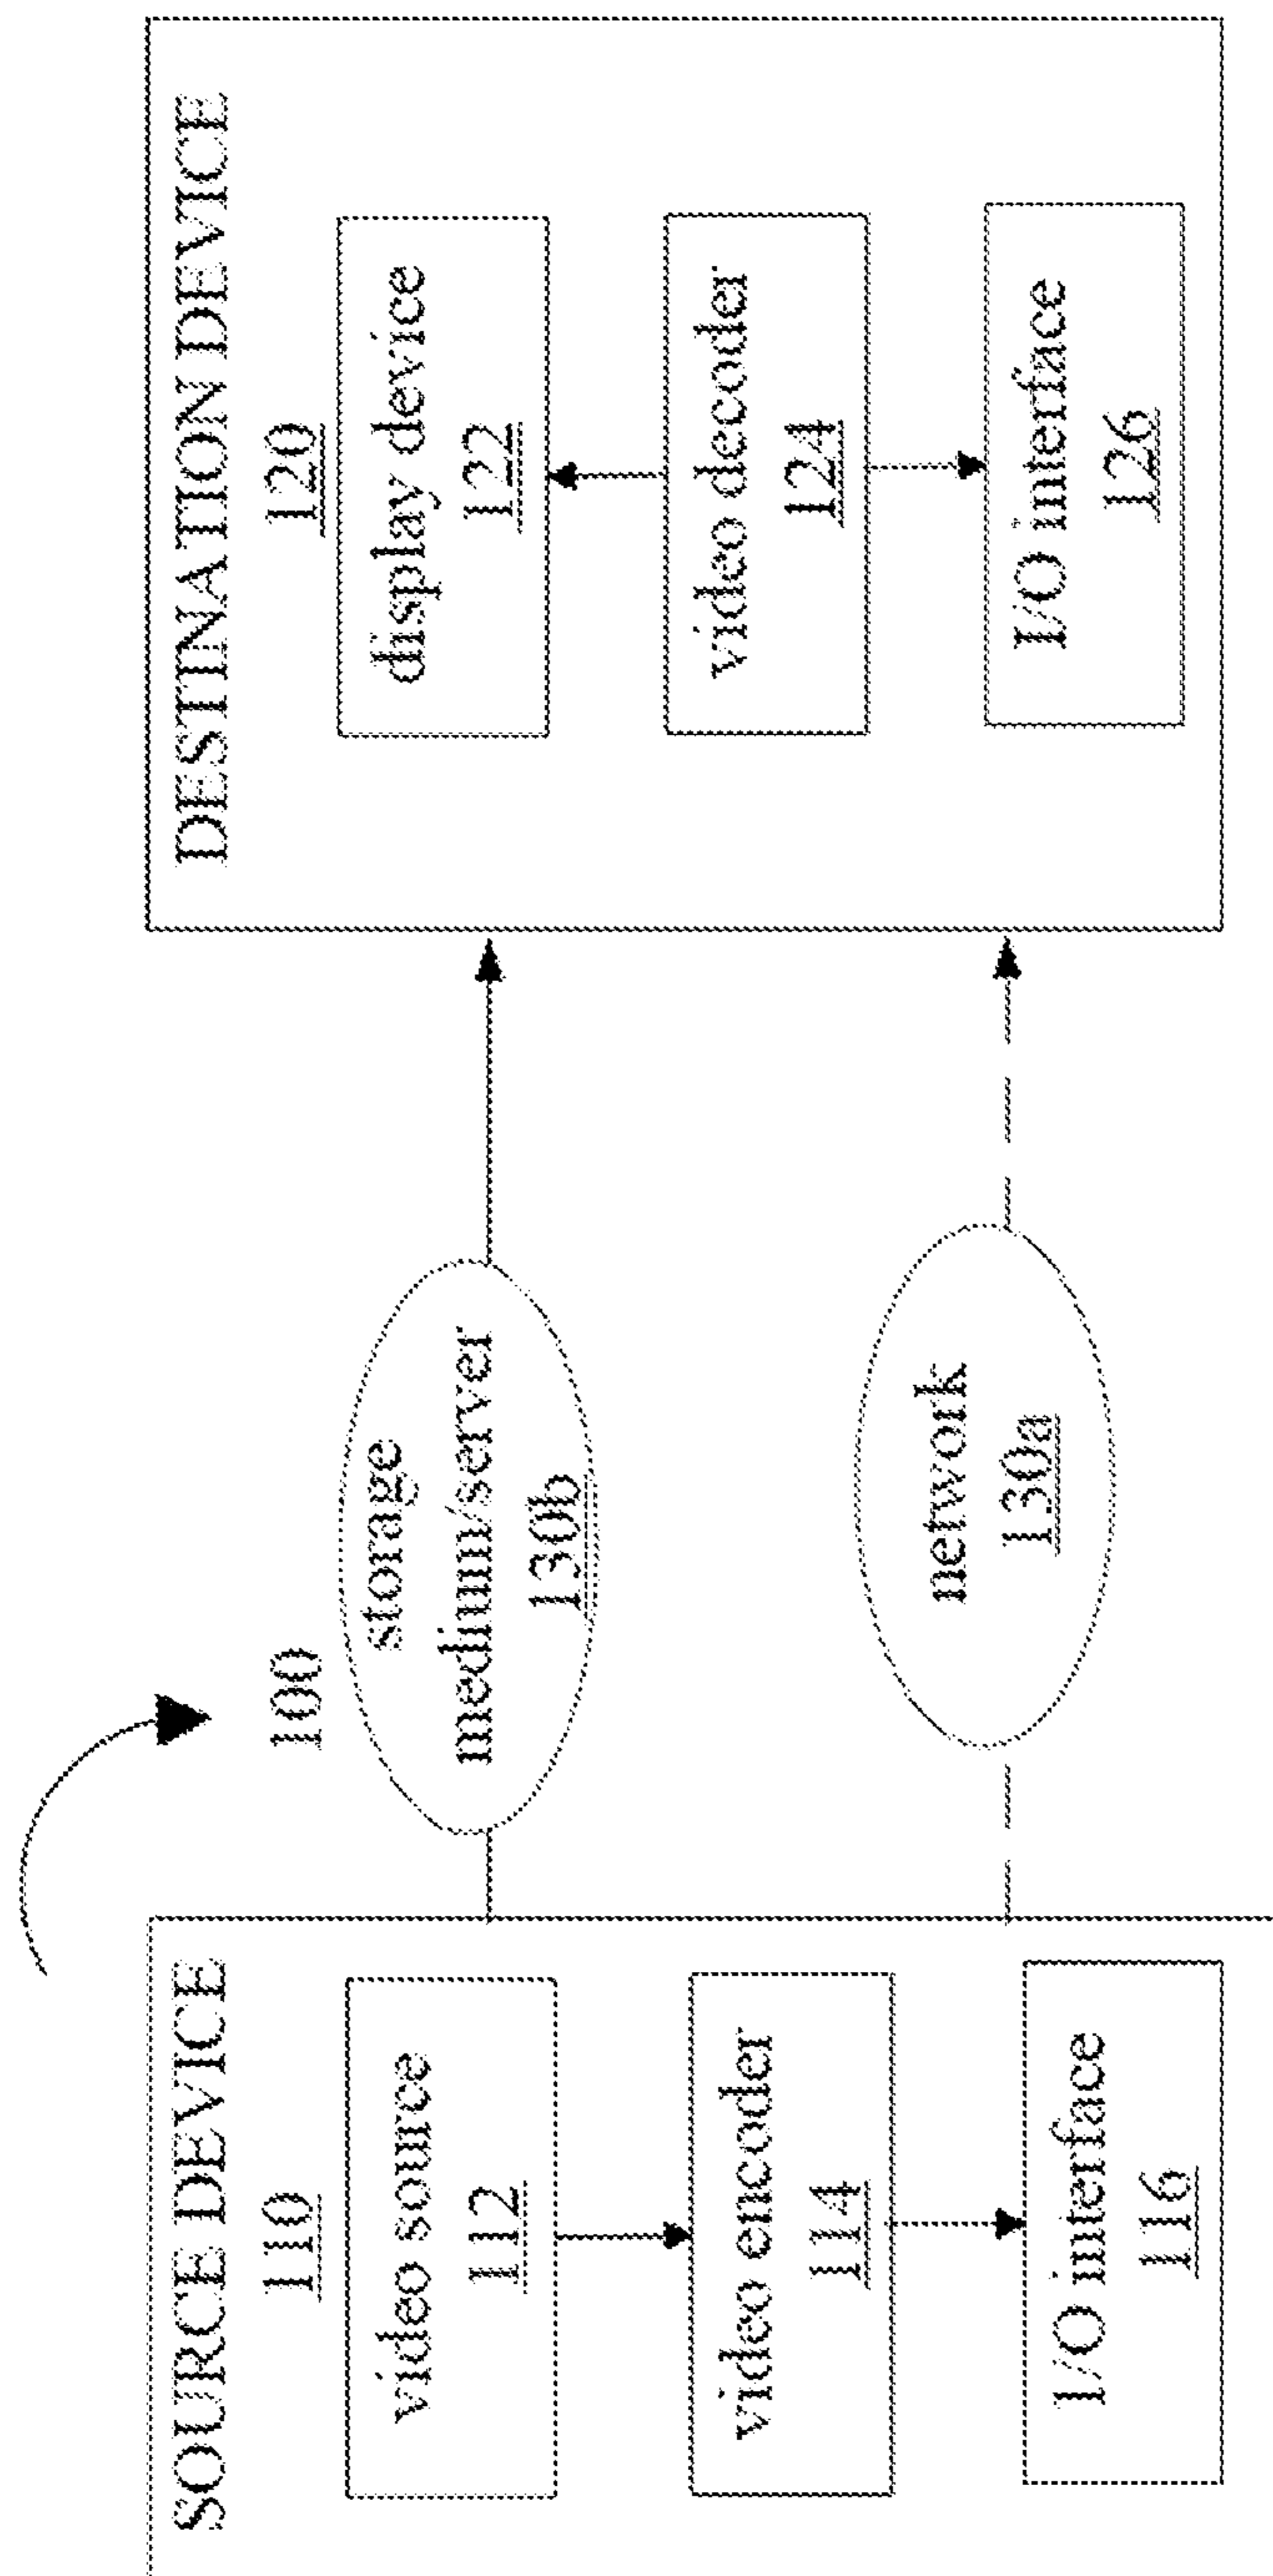 SOURCE DEVICE
110
video source
112
video encoder
114
I/O interface
116
100
storage
medium/server
130b
network
130a
DESTINATION DEVICE
120
display device
122
video decoder
124
I/O interface
126